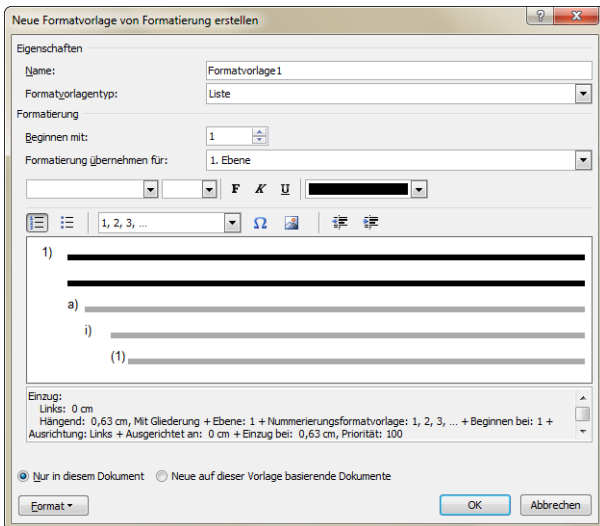 Neue Formatvorlage von Formatierung erstellen
Eigenschaften
Name: Formatvorlage1
Formatvorlagentyp: Liste
Formatierung
Beginnen mit: 1
Formatierung übernehmen für: 1. Ebene
F K U
1, 2, 3, ... Ω
1)
a)
i)
(1)
Einzug:
Links: 0 cm
Hängend: 0,63 cm, Mit Gliederung + Ebene: 1 + Nummerierungsformatvorlage: 1, 2, 3, … + Beginnen bei: 1 +
Ausrichtung: Links + Ausgerichtet an: 0 cm + Einzug bei: 0,63 cm, Priorität: 100
Nur in diesem Dokument Neue auf dieser Vorlage basierende Dokumente
Format OK Abbrechen